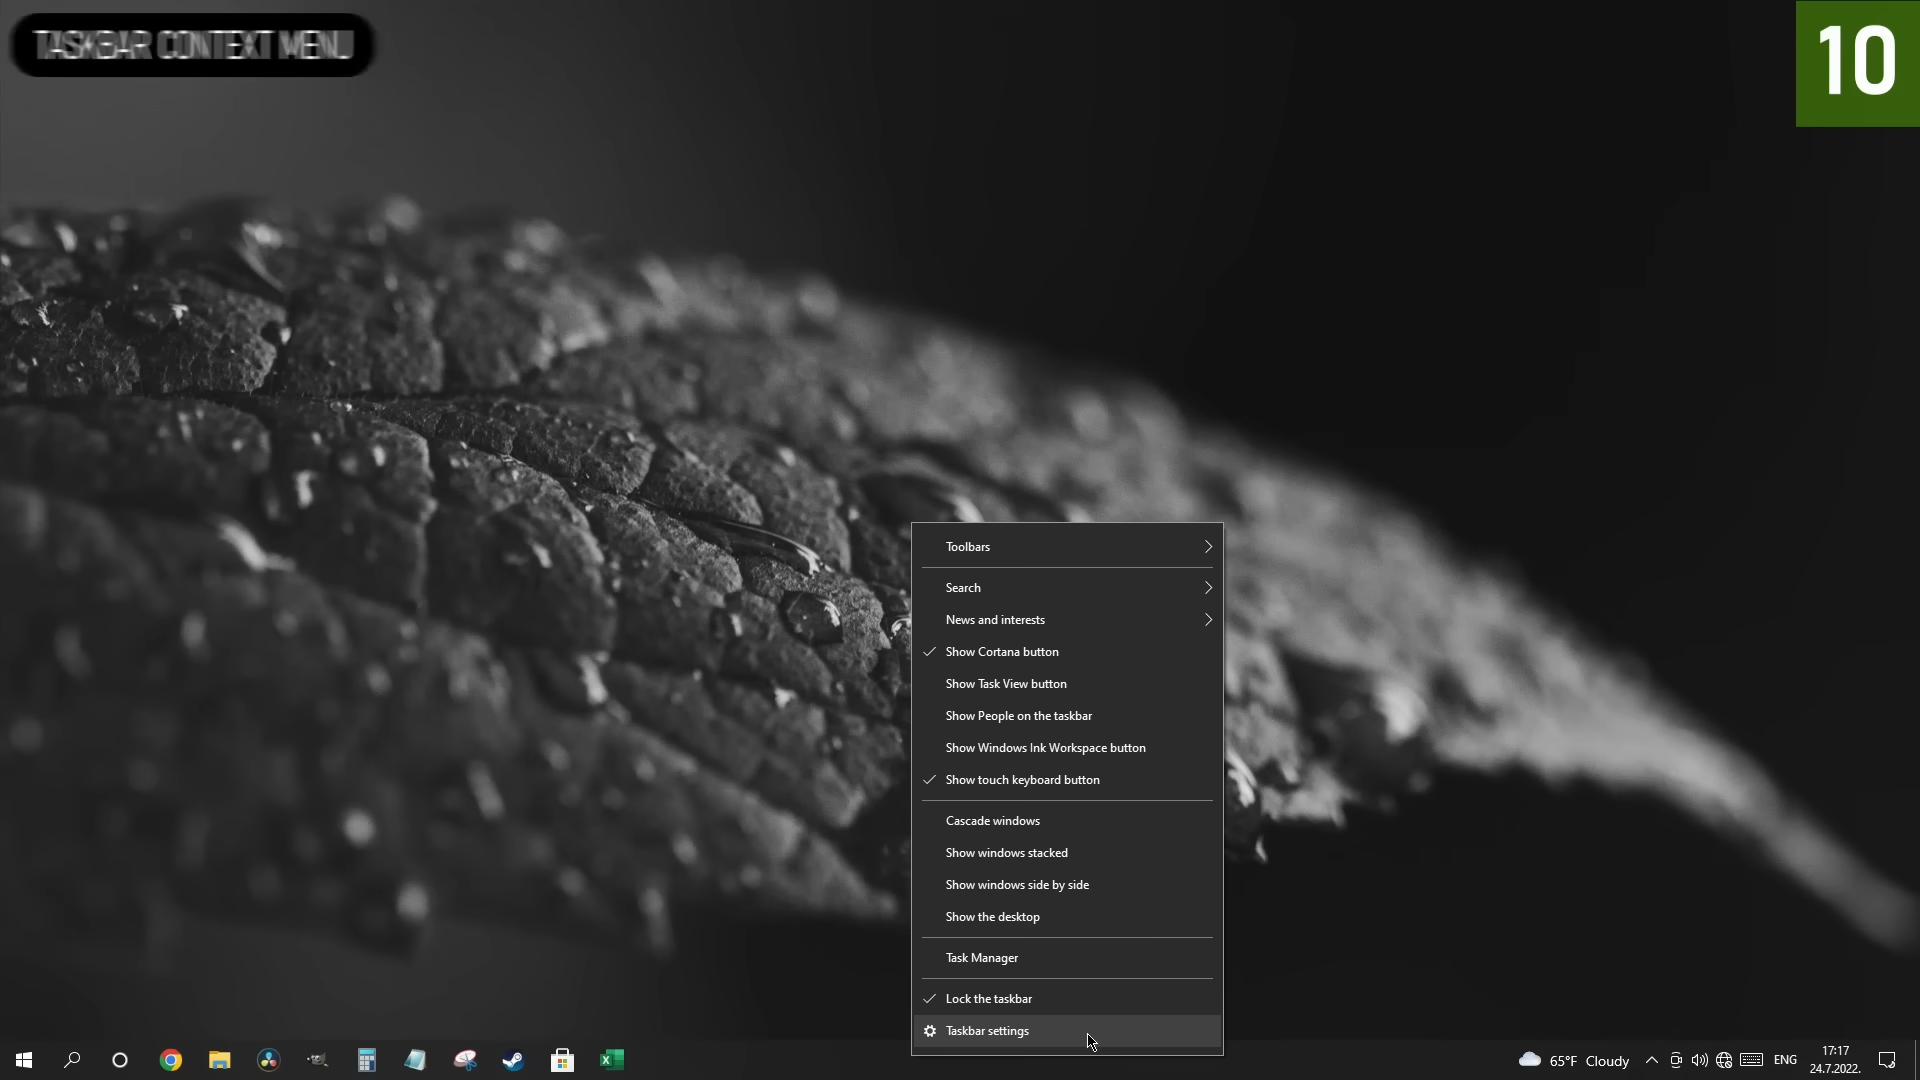 TASKBAR CONTEXT MENU
10
Toolbars
Search
News and interests
Show Cortana button
Show Task View button
Show People on the taskbar
Show Windows Ink Workspace button
Show touch keyboard button
Cascade windows
Show windows stacked
Show windows side by side
Show the desktop
Task Manager
Lock the taskbar
Taskbar settings
65°F Cloudy
ENG
17:17
24.7.2022.